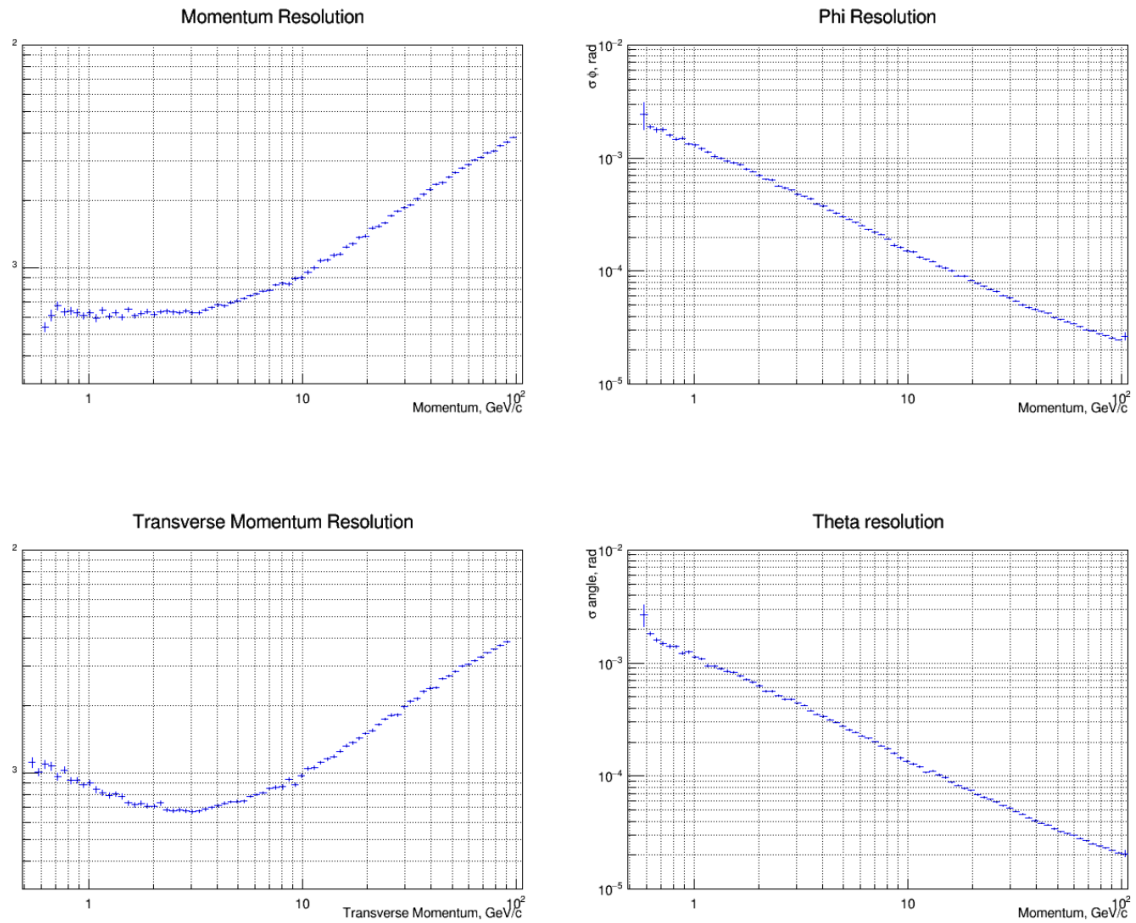 Momentum Resolution
2
3
1
10
10²
Momentum, GeV/c
Phi Resolution
σ ϕ, rad
10⁻²
10⁻³
10⁻⁴
10⁻⁵
1
10
10²
Momentum, GeV/c
Transverse Momentum Resolution
2
3
1
10
10²
Transverse Momentum, GeV/c
Theta resolution
σ angle, rad
10⁻²
10⁻³
10⁻⁴
10⁻⁵
1
10
10²
Momentum, GeV/c